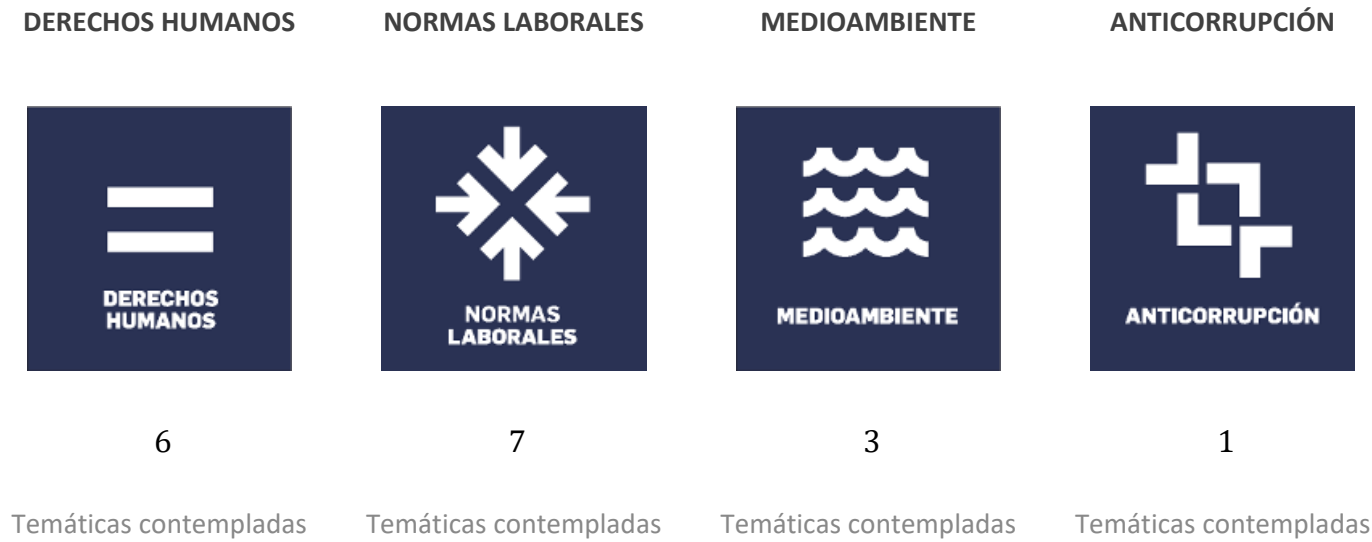 DERECHOS HUMANOS
NORMAS LABORALES
MEDIOAMBIENTE
ANTICORRUPCIÓN
DERECHOS
HUMANOS
NORMAS
LABORALES
MEDIOAMBIENTE
ANTICORRUPCIÓN
6
7
3
1
Temáticas contempladas
Temáticas contempladas
Temáticas contempladas
Temáticas contempladas